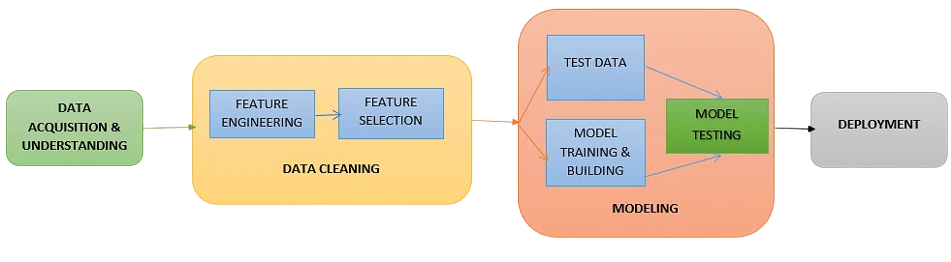 DATA
ACQUISITION &
UNDERSTANDING
FEATURE
ENGINEERING
FEATURE
SELECTION
DATA CLEANING
TEST DATA
MODEL
TRAINING &
BUILDING
MODEL
TESTING
MODELING
DEPLOYMENT